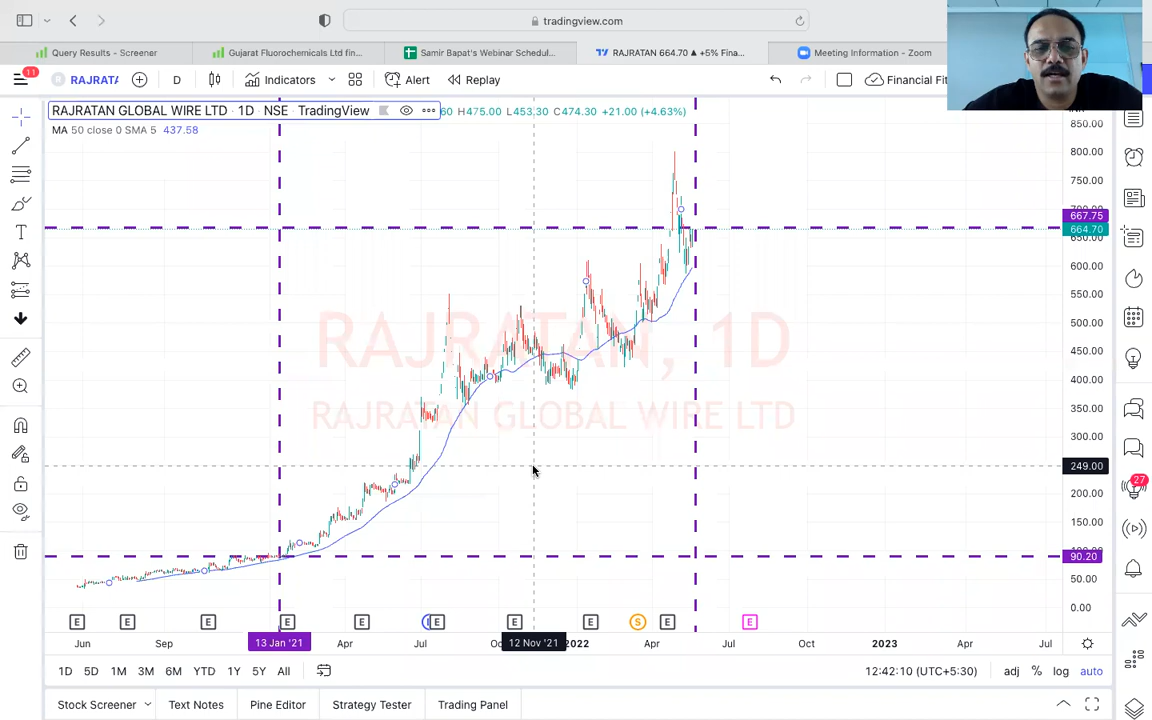 tradingview.com
Query Results - Screener
Gujarat Fluorochemicals Ltd fin...
Samir Bapat's Webinar Schedul...
RAJRATAN 664.70 ▲ +5% Fina...
Meeting Information - Zoom
11
RAJRATA
D
Indicators
Alert
Replay
Financial Fit
RAJRATAN GLOBAL WIRE LTD · 1D · NSE · TradingView
60 H475.00 L453.30 C474.30 +21.00 (+4.63%)
MA 50 close 0 SMA 5 437.58
850.00
800.00
750.00
667.75
664.70
600.00
550.00
500.00
450.00
400.00
350.00
300.00
249.00
200.00
150.00
90.20
50.00
0.00
RAJRATAN, 1D
RAJRATAN GLOBAL WIRE LTD
27
E E E E E E E E S E E
Jun Sep 13 Jan '21 Apr Jul 12 Nov '21 2022 Apr Jul Oct 2023 Apr Jul
1D 5D 1M 3M 6M YTD 1Y 5Y All
12:42:10 (UTC+5:30) adj % log auto
Stock Screener Text Notes Pine Editor Strategy Tester Trading Panel